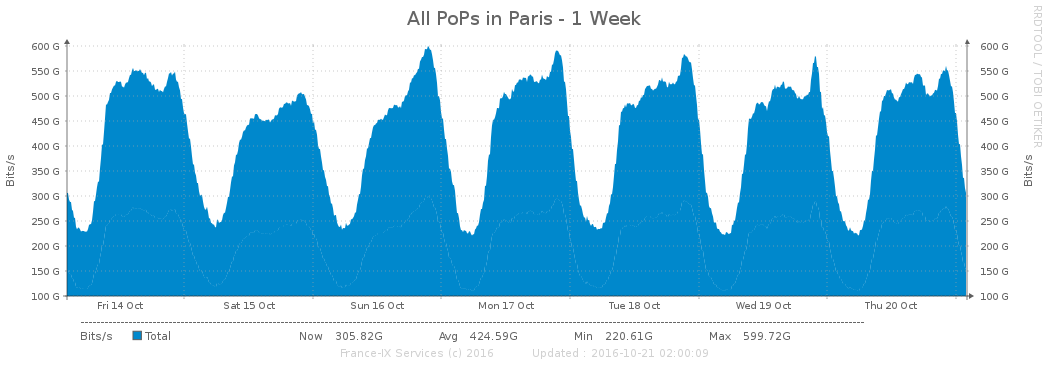 All PoPs in Paris - 1 Week
RRDTOOL / TOBI OETIKER
Bits/s
600 G
550 G
500 G
450 G
400 G
350 G
300 G
250 G
200 G
150 G
100 G
600 G
550 G
500 G
450 G
400 G
350 G
300 G
250 G
200 G
150 G
100 G
Bits/s
Fri 14 Oct Sat 15 Oct Sun 16 Oct Mon 17 Oct Tue 18 Oct Wed 19 Oct Thu 20 Oct
Bits/s Total Now 305.82G Avg 424.59G Min 220.61G Max 599.72G
France-IX Services (c) 2016 Updated : 2016-10-21 02:00:09